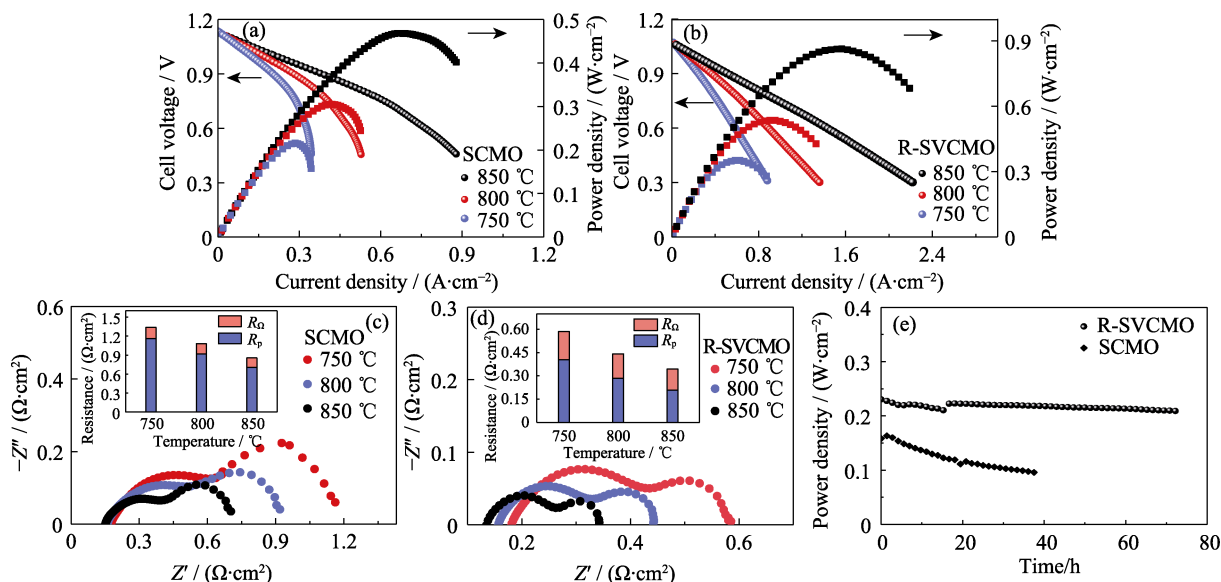 (a)
1.2
0.9
0.6
0.3
0
Cell voltage / V
0 0.3 0.6 0.9 1.2
Current density / (A·cm⁻²)
0.5
0.4
0.3
0.2
0.1
0
Power density / (W·cm⁻²)
SCMO
850 ℃
800 ℃
750 ℃
(b)
1.2
0.9
0.6
0.3
0
Cell voltage / V
0 0.8 1.6 2.4
Current density / (A·cm⁻²)
0.9
0.6
0.3
0
Power density / (W·cm⁻²)
R-SVCMO
850 ℃
800 ℃
750 ℃
(c)
−0.6
0.4
0.2
0
−Z″ / (Ω·cm²)
0 0.3 0.6 0.9 1.2
Z′ / (Ω·cm²)
SCMO
750 ℃
800 ℃
850 ℃
1.5
1.2
0.9
0.6
0.3
0
Resistance / (Ω·cm²)
RΩ
Rp
750 800 850
Temperature / ℃
(d)
0.3
0.2
0.1
0
−Z″ / (Ω·cm²)
0.2 0.4 0.6
Z′ / (Ω·cm²)
R-SVCMO
750 ℃
800 ℃
850 ℃
0.60
0.45
0.30
0.15
0
Resistance / (Ω·cm²)
RΩ
Rp
750 800 850
Temperature / ℃
(e)
0.4
0.3
0.2
0.1
0
Power density / (W·cm⁻²)
0 20 40 60 80
Time/h
R-SVCMO
SCMO